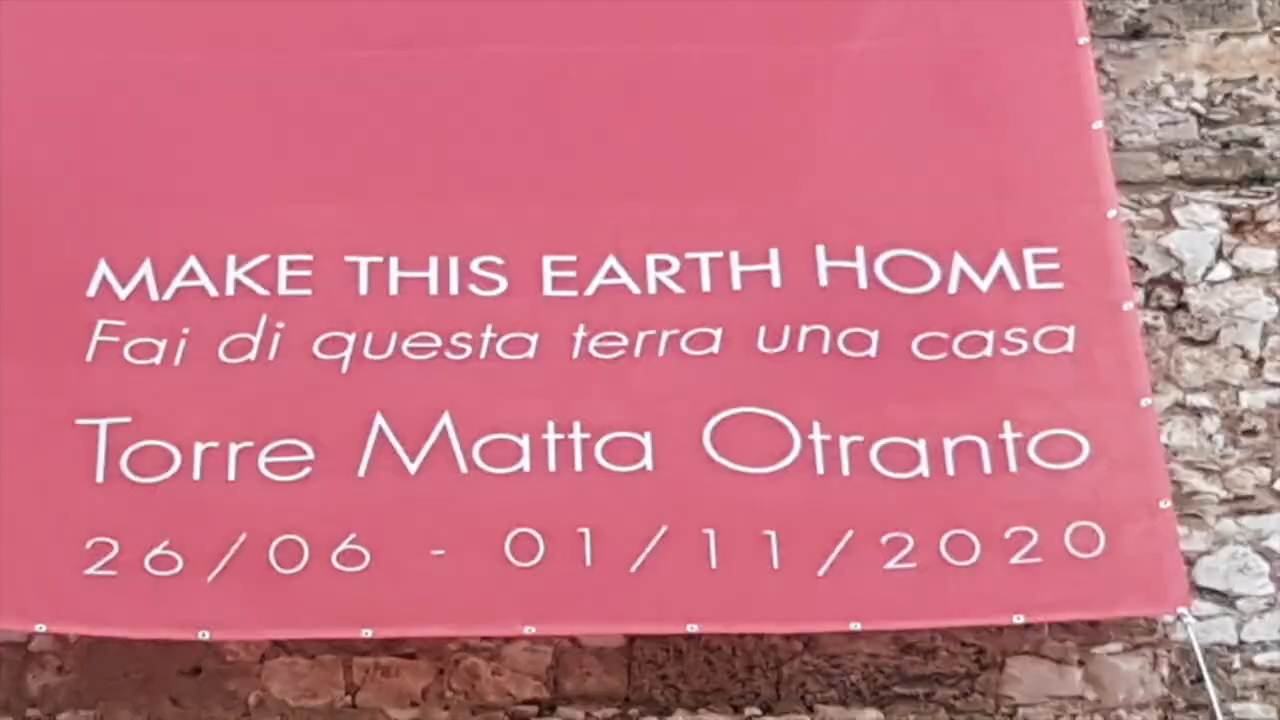 MAKE THIS EARTH HOME
Fai di questa terra una casa
Torre Matta Otranto
26/06 - 01/11/2020